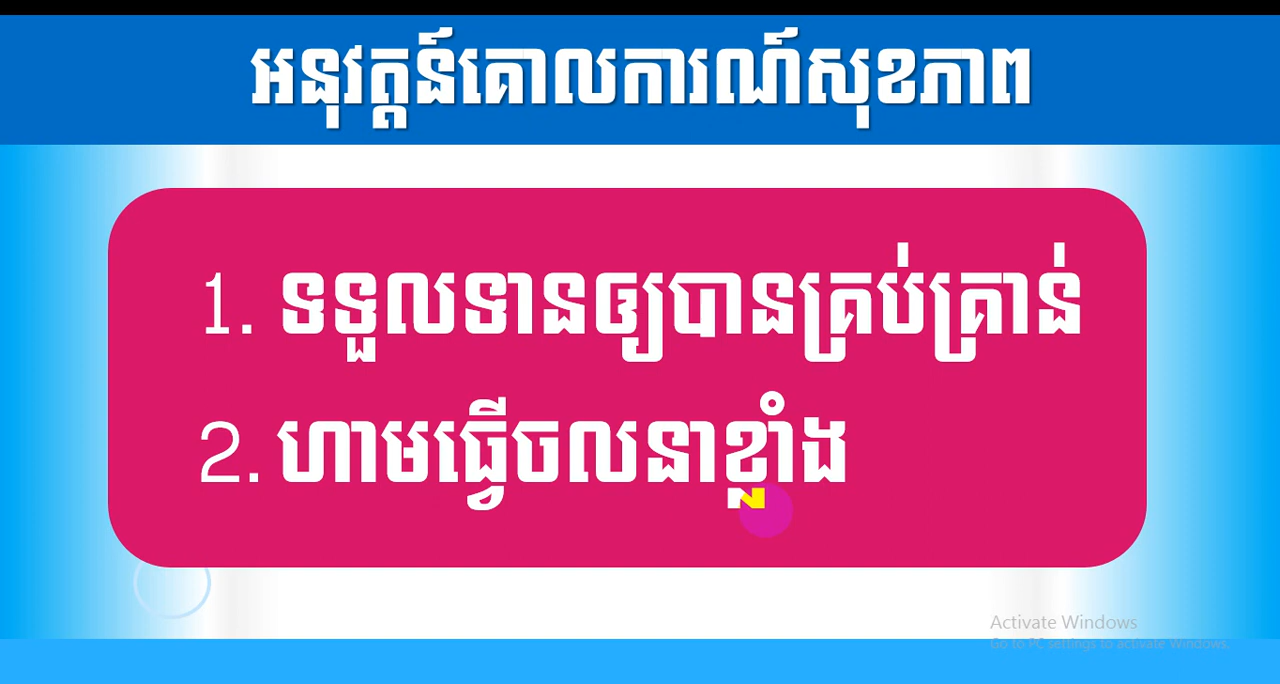 អនុវត្តន៍គោលការណ៍សុខភាព
1. ទទួលទានឲ្យបានគ្រប់គ្រាន់
2. ហាមធ្វើចលនាខ្លាំង
Activate Windows
Go to PC settings to activate Windows.